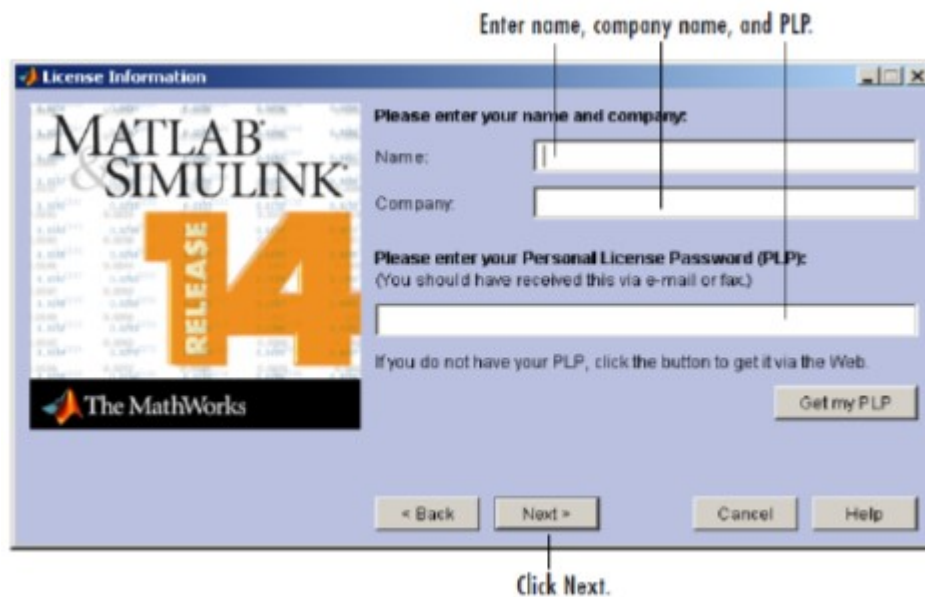 Enter name, company name, and PLP.
License Information
MATLAB
& SIMULINK
RELEASE
14
The MathWorks
Please enter your name and company:
Name:
Company:
Please enter your Personal License Password (PLP):
(You should have received this via e-mail or fax.)
If you do not have your PLP, click the button to get it via the Web.
Get my PLP
< Back
Next >
Cancel
Help
Click Next.